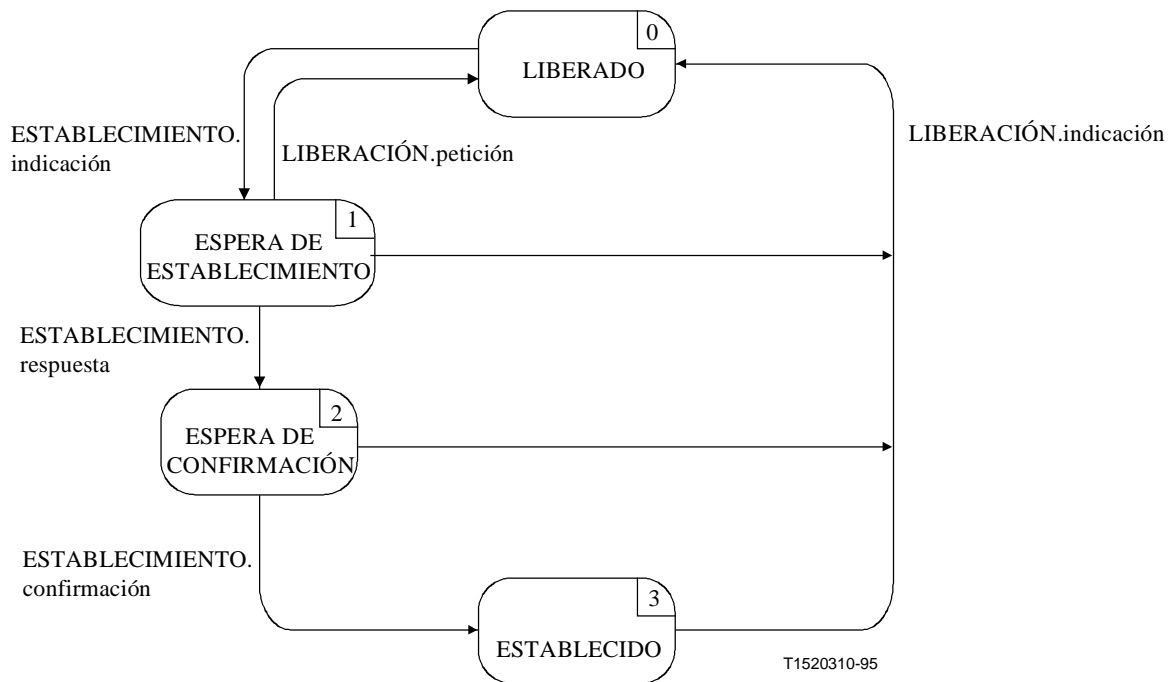 0
LIBERADO
ESTABLECIMIENTO.
indicación
LIBERACIÓN.petición
LIBERACIÓN.indicación
1
ESPERA DE
ESTABLECIMIENTO
ESTABLECIMIENTO.
respuesta
2
ESPERA DE
CONFIRMACIÓN
ESTABLECIMIENTO.
confirmación
3
ESTABLECIDO
T1520310-95